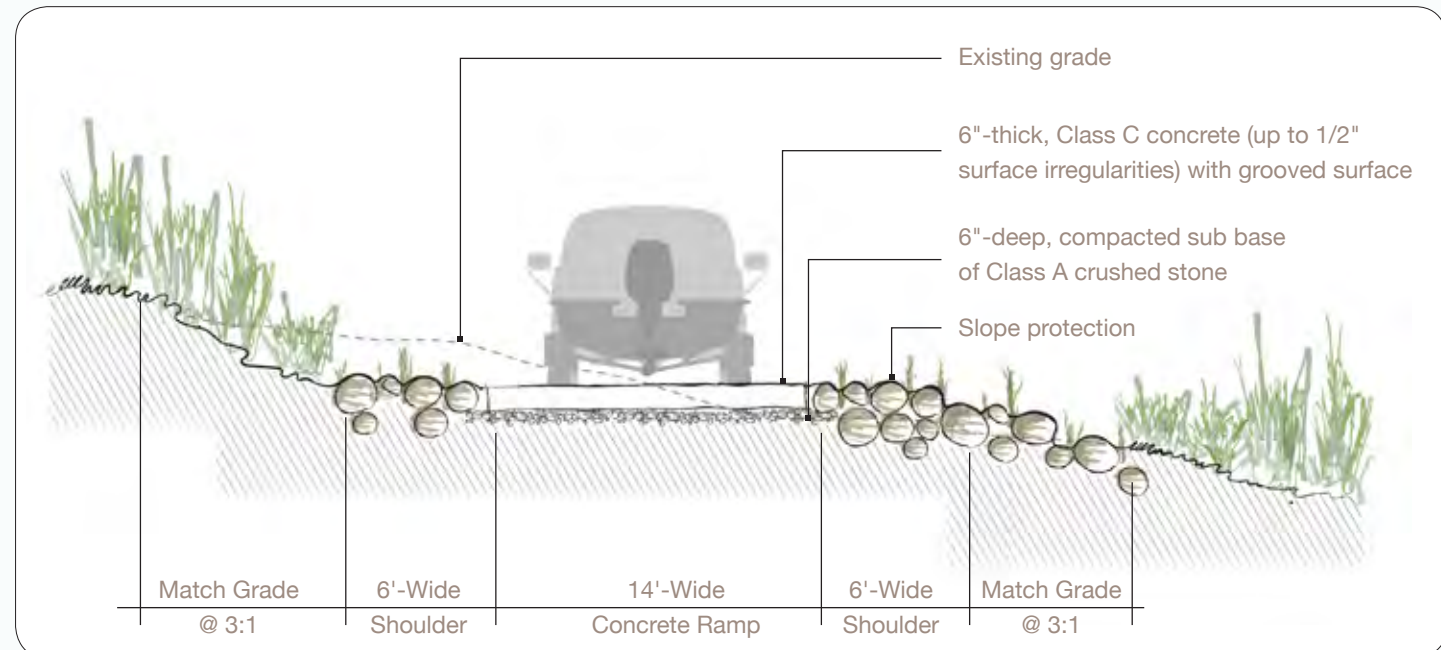 Existing grade
6"-thick, Class C concrete (up to 1/2"
surface irregularities) with grooved surface
6"-deep, compacted sub base
of Class A crushed stone
Slope protection
Match Grade
@ 3:1
6'-Wide
Shoulder
14'-Wide
Concrete Ramp
6'-Wide
Shoulder
Match Grade
@ 3:1